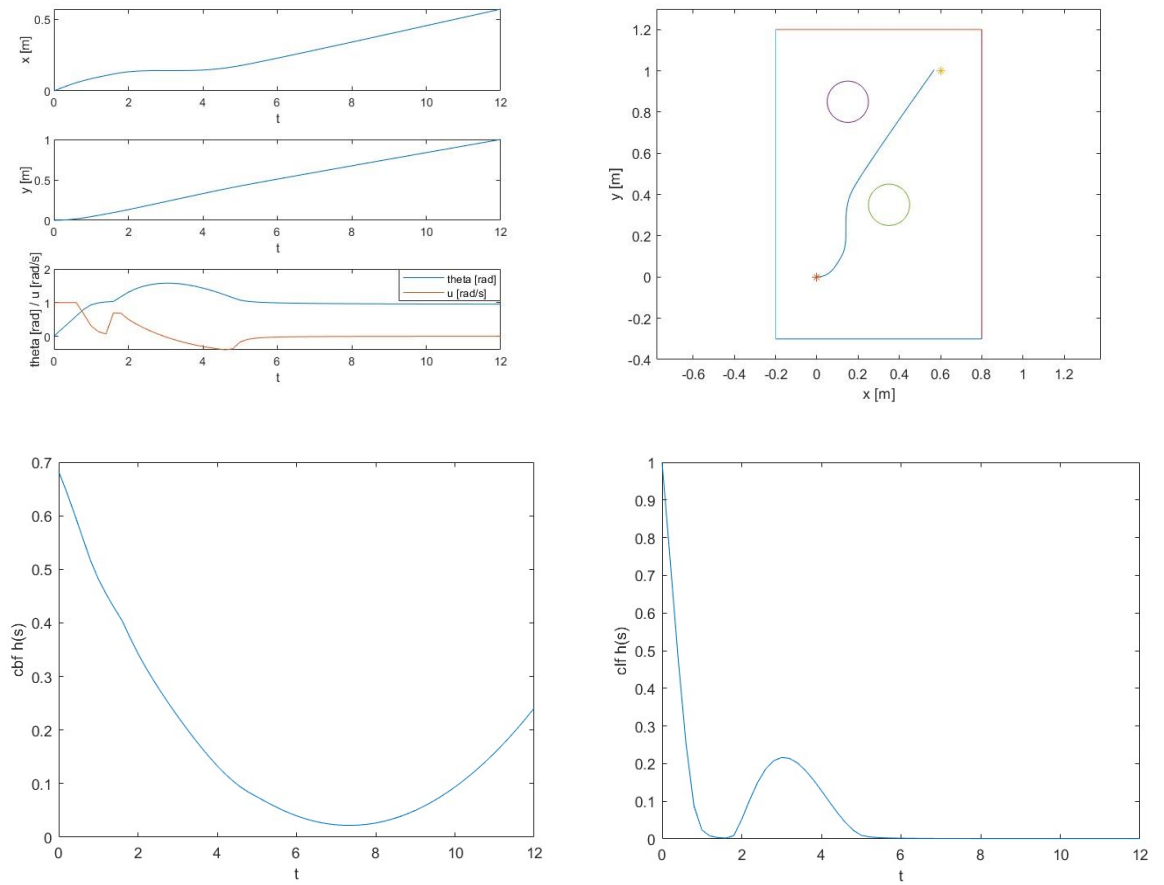 x [m]
0.5
0
0 2 4 6 8 10 12
t
y [m]
1
0.5
0
0 2 4 6 8 10 12
t
theta [rad] / u [rad/s]
2
1
0
theta [rad]
u [rad/s]
0 2 4 6 8 10 12
t
y [m]
1.2
1
0.8
0.6
0.4
0.2
0
-0.2
-0.4
-0.6 -0.4 -0.2 0 0.2 0.4 0.6 0.8 1 1.2
x [m]
cbf h(s)
0.7
0.6
0.5
0.4
0.3
0.2
0.1
0
0 2 4 6 8 10 12
t
clf h(s)
1
0.9
0.8
0.7
0.6
0.5
0.4
0.3
0.2
0.1
0
0 2 4 6 8 10 12
t